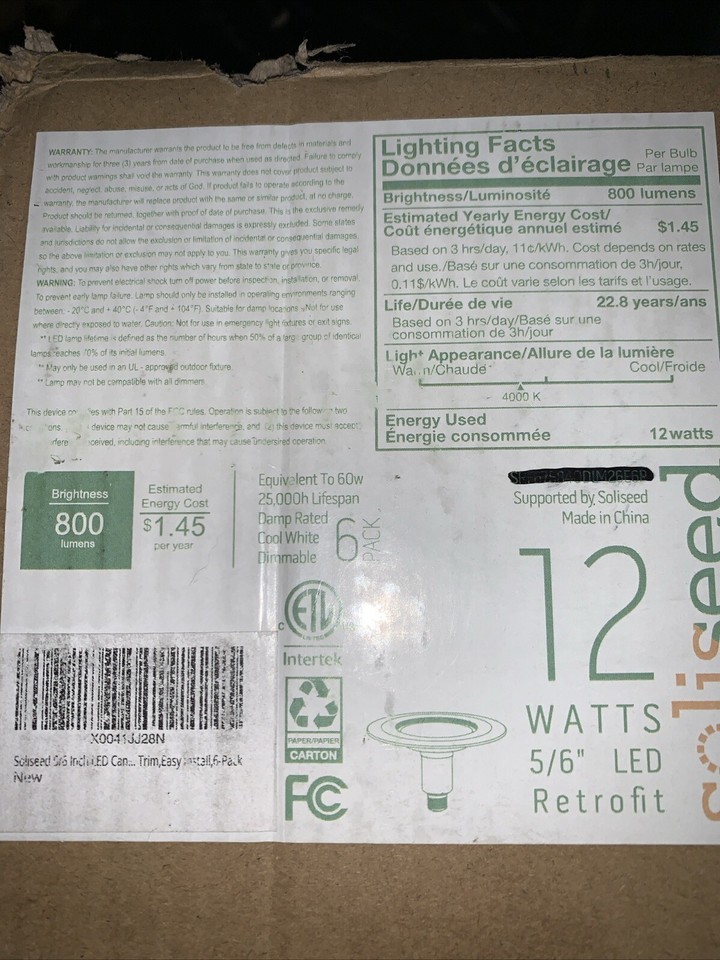 WARRANTY: The manufacturer warrants the product to be free from defects in materials and
workmanship for three (3) years from date of purchase when used as directed. Failure to comply
with product warnings shall void the warranty. This warranty does not cover product subject to
accident, neglect, abuse, misuse, or acts of God. If product fails to operate according to the
warranty, the manufacturer will replace product with the same or similar product, at no charge.
Product should be returned, together with proof of date of purchase. This is the exclusive remedy
available. Liability for incidental or consequential damages is expressly excluded. Some states
and jurisdictions do not allow the exclusion or limitation of incidental or consequential damages,
so the above limitation or exclusion may not apply to you. This warranty gives you specific legal
rights, and you may also have other rights which vary from state to state or province.
WARNING: To prevent electrical shock turn off power before inspection, installation, or removal.
To prevent early lamp failure. Lamp should only be installed in operating environments ranging
between: - 20°C and + 40°C (- 4°F and + 104°F). Suitable for damp locations. Not for use
where directly exposed to water. Caution: Not for use in emergency light fixtures or exit signs.
** LED lamp lifetime is defined as the number of hours when 50% of a large group of identical
lamps reaches 70% of its initial lumens.
** May only be used in an UL - approved outdoor fixture.
** Lamp may not be compatible with all dimmers.
This device with Part 15 of the FCC rules. Operation is subject to the following two
device may not cause harmful interference, and this device must accept
received, including interference that may cause undersired operation.
Lighting Facts
Données d'éclairage
Per Bulb
Par lampe
Brightness/Luminosité 800 lumens
Estimated Yearly Energy Cost/
Coût énergétique annuel estimé $1.45
Based on 3 hrs/day, 11¢/kWh. Cost depends on rates
and use./Basé sur une consommation de 3h/jour,
0.11$/kWh. Le coût varie selon les tarifs et l'usage.
Life/Durée de vie 22.8 years/ans
Based on 3 hrs/day/Basé sur une
consommation de 3h/jour
Light Appearance/Allure de la lumière
Warm/Chaude Cool/Froide
4000 K
Energy Used
Énergie consommée 12watts
Brightness
800
lumens
Estimated
Energy Cost
$1.45
per year
Equivalent To 60w
25,000h Lifespan
Damp Rated
Cool White
Dimmable
6 PACK
Supported by Soliseed
Made in China
ETL
C US
Intertek
PAPER/PAPIER
CARTON
FC
12
WATTS
5/6" LED
Retrofit
soliseed
X0041JJ28N
Soliseed 5/6 Inch LED Can... Trim,Easy Install,6-Pack
New